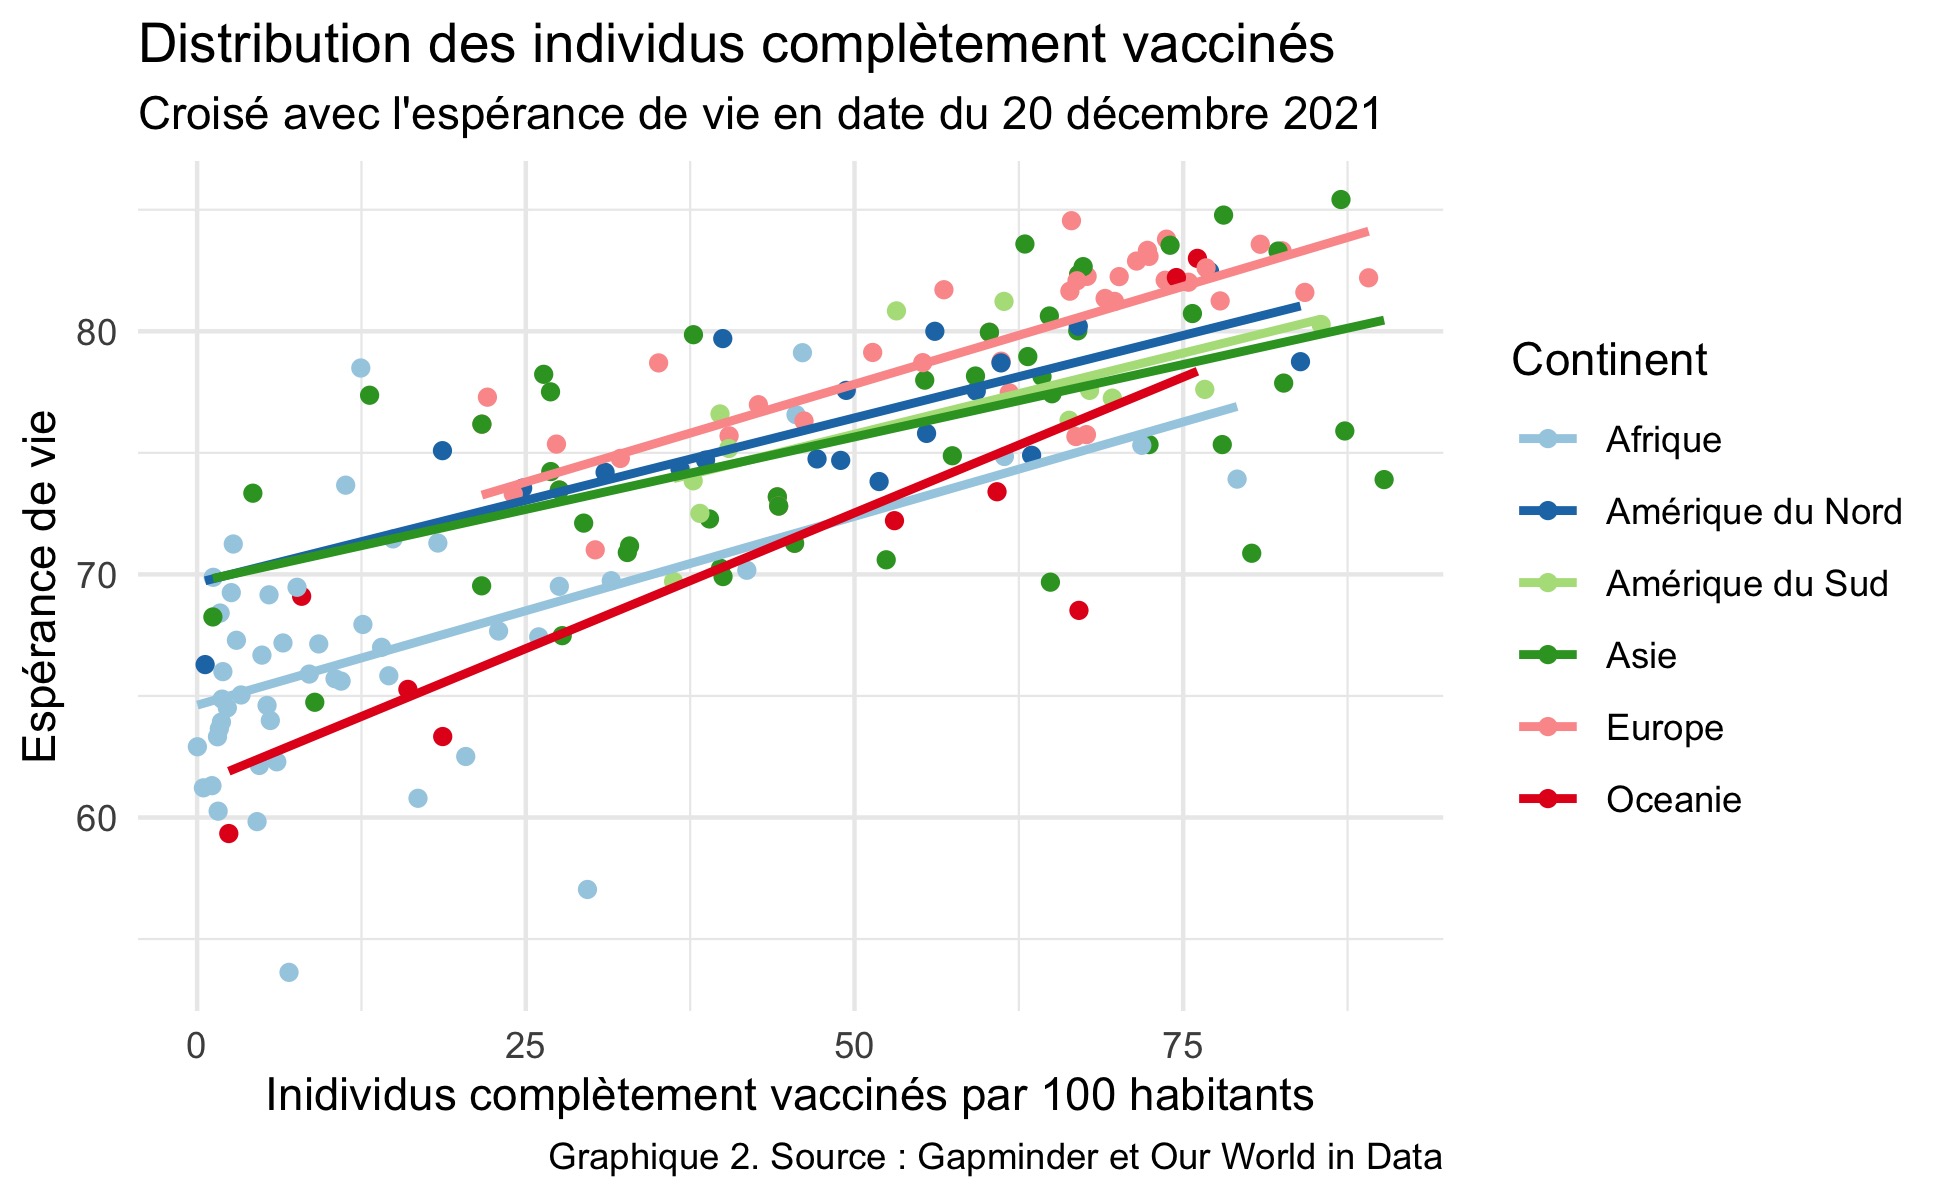 Distribution des individus complètement vaccinés
Croisé avec l'espérance de vie en date du 20 décembre 2021
Espérance de vie
80
70
60
0 25 50 75
Inidividus complètement vaccinés par 100 habitants
Graphique 2. Source : Gapminder et Our World in Data
Continent
Afrique
Amérique du Nord
Amérique du Sud
Asie
Europe
Oceanie